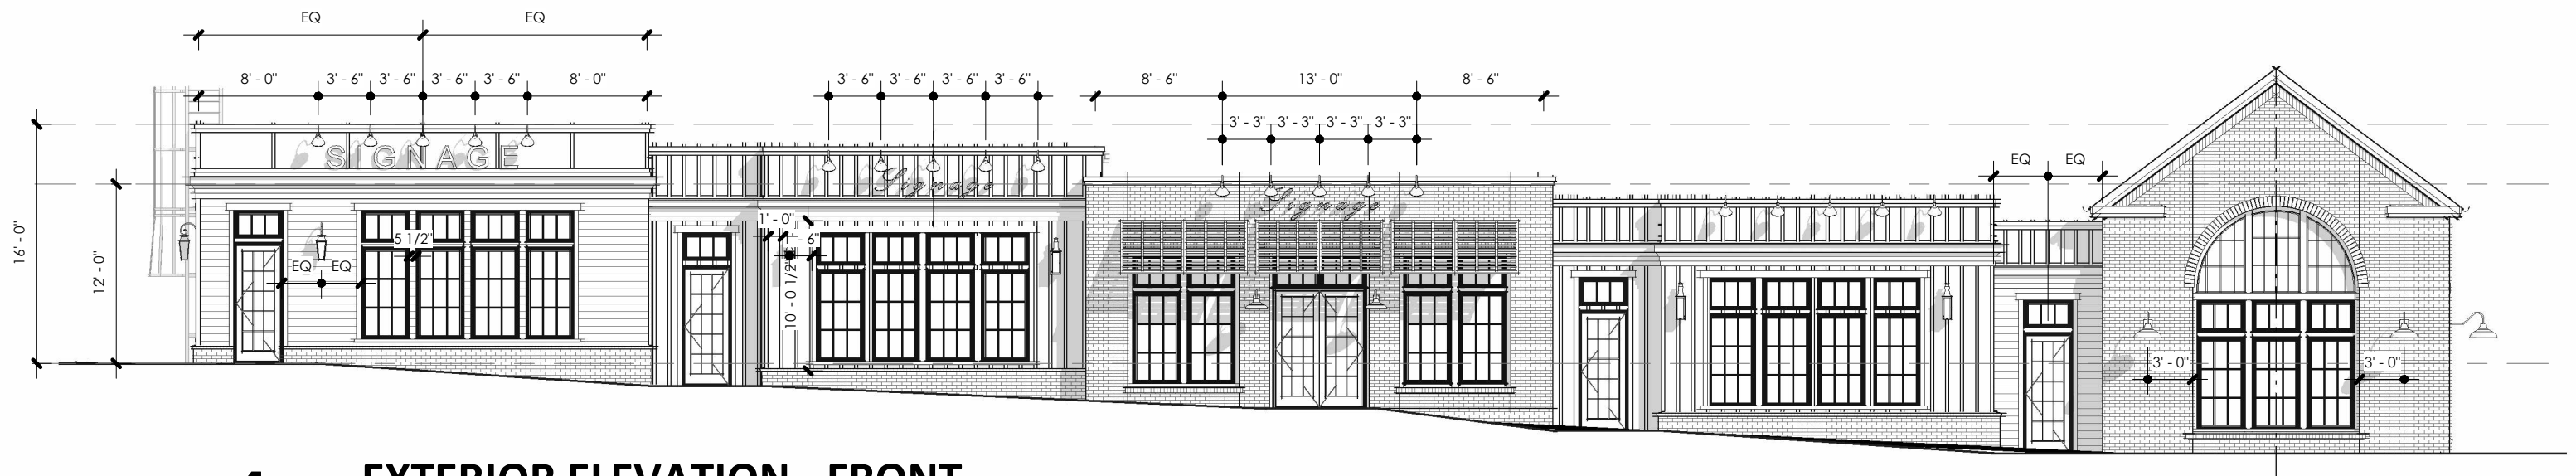 EQ EQ
8' - 0" 3' - 6" 3' - 6" 3' - 6" 3' - 6" 8' - 0"
3' - 6" 3' - 6" 3' - 6" 3' - 6"
8' - 6" 13' - 0" 8' - 6"
3' - 3" 3' - 3" 3' - 3" 3' - 3"
SIGNAGE
Signage
Signage
EQ EQ
16' - 0"
12' - 0"
EQ EQ
5 1/2"
1' - 0"
1' - 6"
10' - 0 1/2"
3' - 0" 3' - 0"
EXTERIOR ELEVATION - FRONT